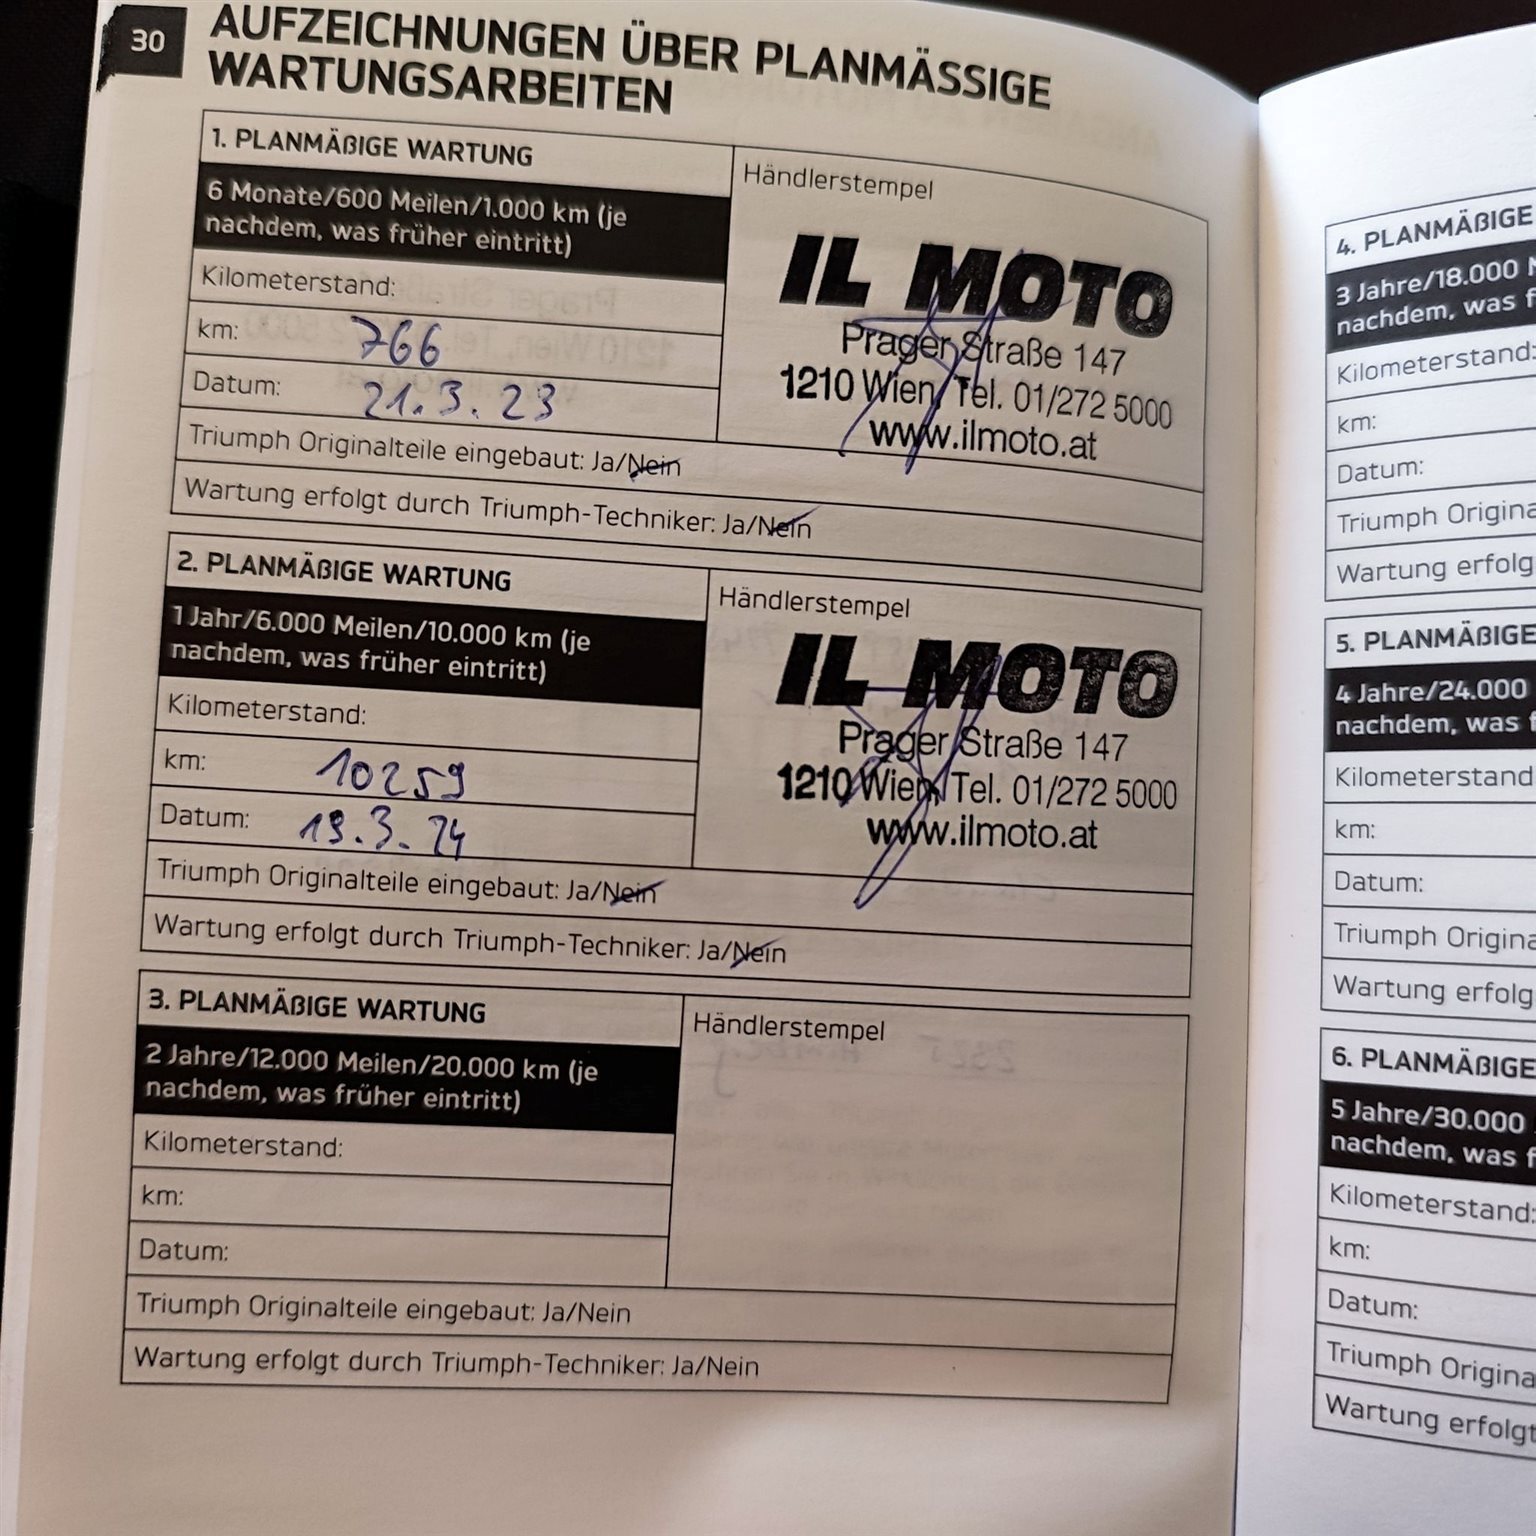 30
AUFZEICHNUNGEN ÜBER PLANMÄSSIGE
WARTUNGSARBEITEN
1. PLANMÄßIGE WARTUNG
6 Monate/600 Meilen/1.000 km (je
nachdem, was früher eintritt)
Kilometerstand:
km: 766
Datum: 21.3.23
Händlerstempel
IL MOTO
Prager Straße 147
1210 Wien, Tel. 01/272 5000
www.ilmoto.at
Triumph Originalteile eingebaut: Ja/Nein
Wartung erfolgt durch Triumph-Techniker: Ja/Nein
2. PLANMÄßIGE WARTUNG
1 Jahr/6.000 Meilen/10.000 km (je
nachdem, was früher eintritt)
Kilometerstand:
km: 10259
Datum: 19.3.24
Händlerstempel
IL MOTO
Prager Straße 147
1210 Wien, Tel. 01/272 5000
www.ilmoto.at
Triumph Originalteile eingebaut: Ja/Nein
Wartung erfolgt durch Triumph-Techniker: Ja/Nein
3. PLANMÄßIGE WARTUNG
2 Jahre/12.000 Meilen/20.000 km (je
nachdem, was früher eintritt)
Kilometerstand:
km:
Datum:
Händlerstempel
Triumph Originalteile eingebaut: Ja/Nein
Wartung erfolgt durch Triumph-Techniker: Ja/Nein
4. PLANMÄßIGE
3 Jahre/18.000
nachdem, was
Kilometerstand:
km:
Datum:
Triumph
Wartung
5. PLANMÄßIGE
4 Jahre/24.000
nachdem, was
Kilometerstand
km:
Datum:
Triumph
Wartung
6. PLANMÄßIGE
5 Jahre/30.000
nachdem, was
Kilometerstand:
km:
Datum:
Triumph
Wartung erfolgt